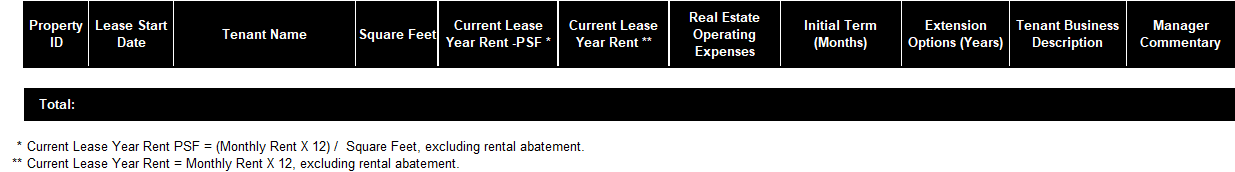 Property ID
Lease Start Date
Tenant Name
Square Feet
Current Lease Year Rent -PSF *
Current Lease Year Rent **
Real Estate Operating Expenses
Initial Term (Months)
Extension Options (Years)
Tenant Business Description
Manager Commentary
Total:
* Current Lease Year Rent PSF = (Monthly Rent X 12) / Square Feet, excluding rental abatement.
** Current Lease Year Rent = Monthly Rent X 12, excluding rental abatement.